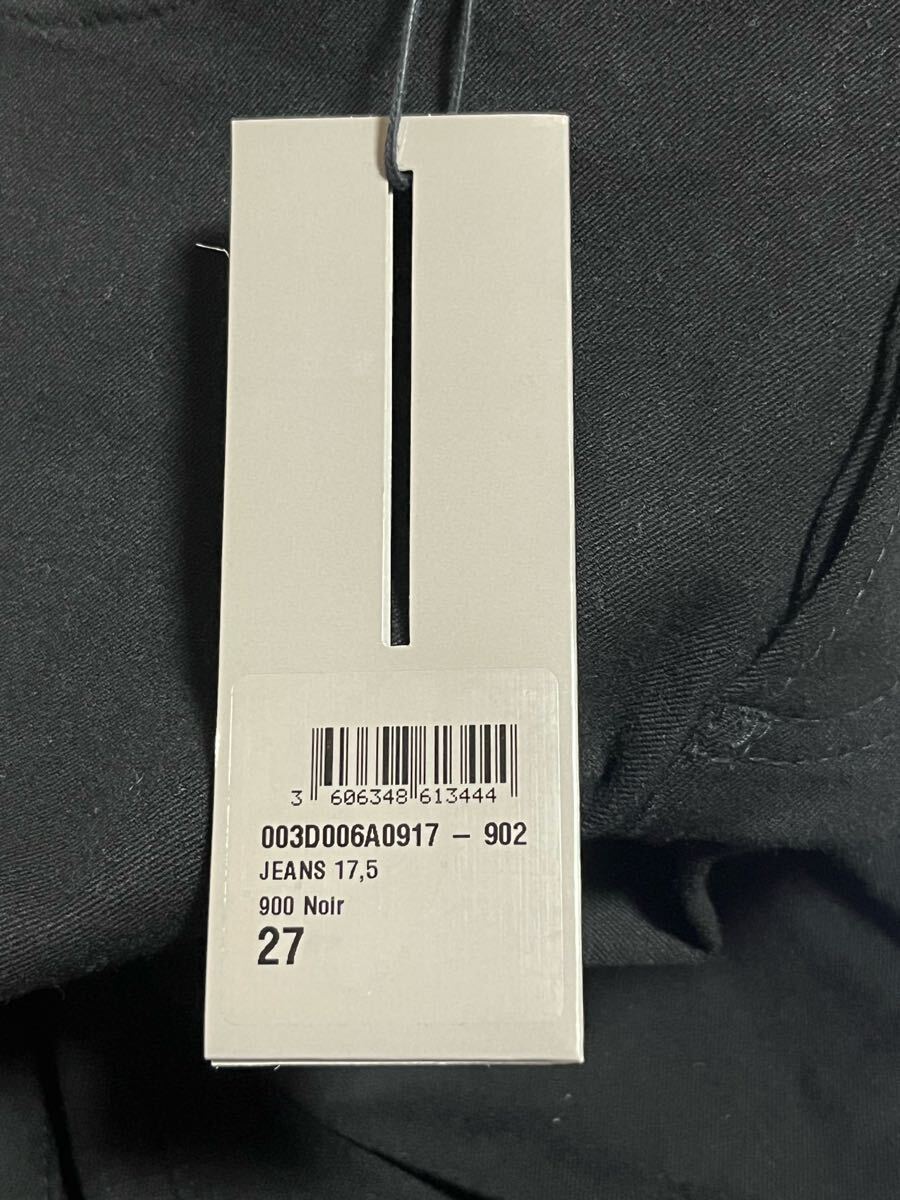 3 606348 613444
003D006A0917 – 902
JEANS 17,5
900 Noir
27